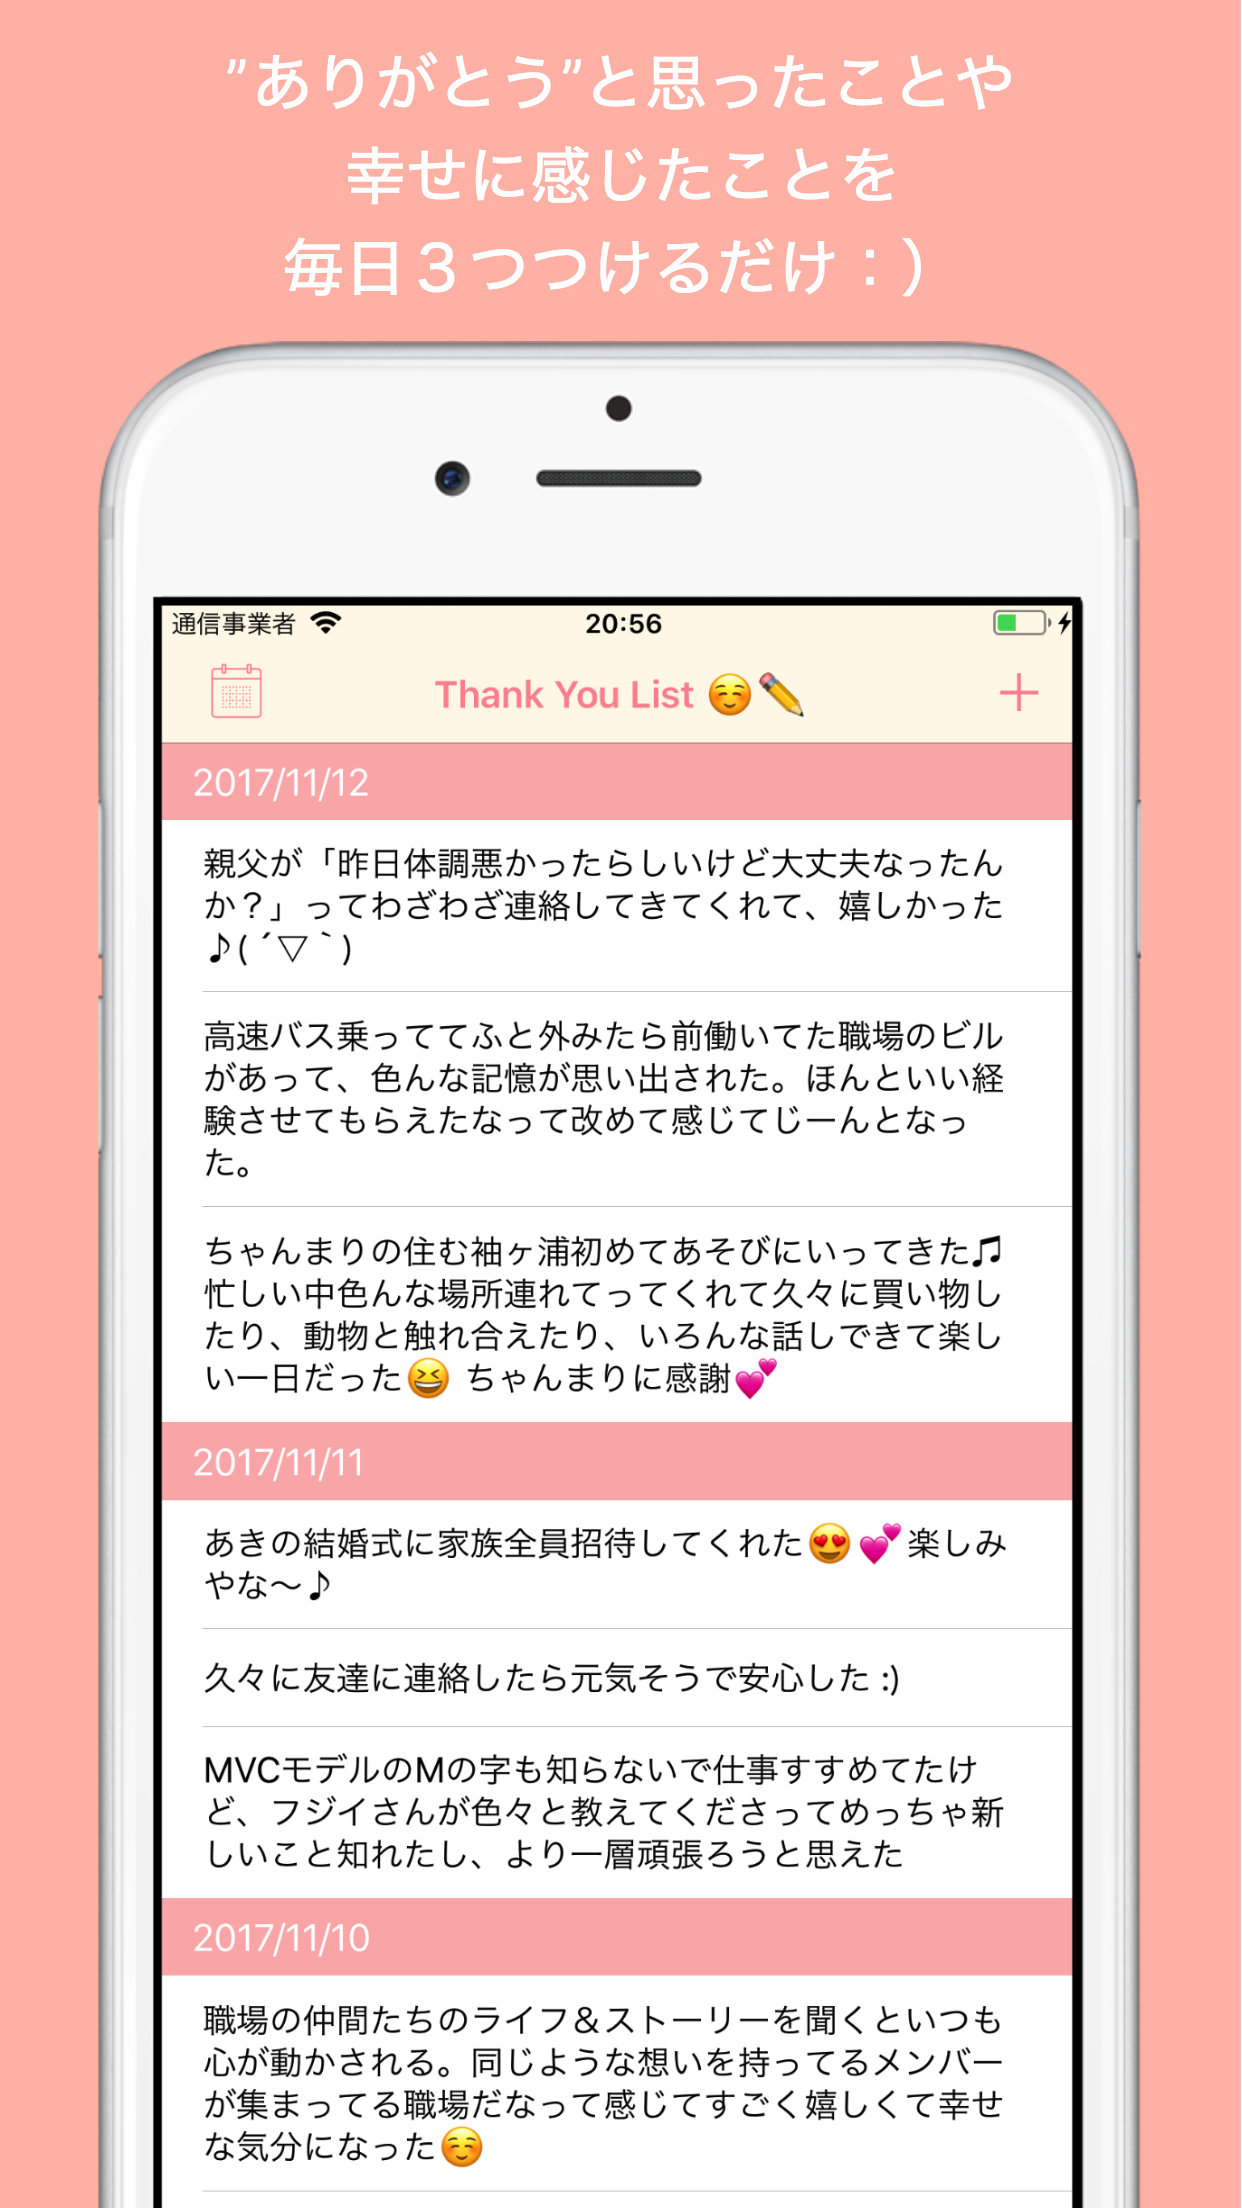 ”ありがとう”と思ったことや
幸せに感じたことを
毎日３つつけるだけ：）
通信事業者 20:56
Thank You List ☺️✏️
2017/11/12
親父が「昨日体調悪かったらしいけど大丈夫なったん
か？」ってわざわざ連絡してきてくれて、嬉しかった
♪( ´▽｀)
高速バス乗っててふと外みたら前働いてた職場のビル
があって、色んな記憶が思い出された。ほんといい経
験させてもらえたなって改めて感じてじーんとなっ
た。
ちゃんまりの住む袖ヶ浦初めてあそびにいってきた♫
忙しい中色んな場所連れてってくれて久々に買い物し
たり、動物と触れ合えたり、いろんな話しできて楽し
い一日だった😆 ちゃんまりに感謝💕
2017/11/11
あきの結婚式に家族全員招待してくれた😍💕楽しみ
やな〜♪
久々に友達に連絡したら元気そうで安心した :)
MVCモデルのMの字も知らないで仕事すすめてたけ
ど、フジイさんが色々と教えてくださってめっちゃ新
しいこと知れたし、より一層頑張ろうと思えた
2017/11/10
職場の仲間たちのライフ＆ストーリーを聞くといつも
心が動かされる。同じような想いを持ってるメンバー
が集まってる職場だなって感じてすごく嬉しくて幸せ
な気分になった☺️